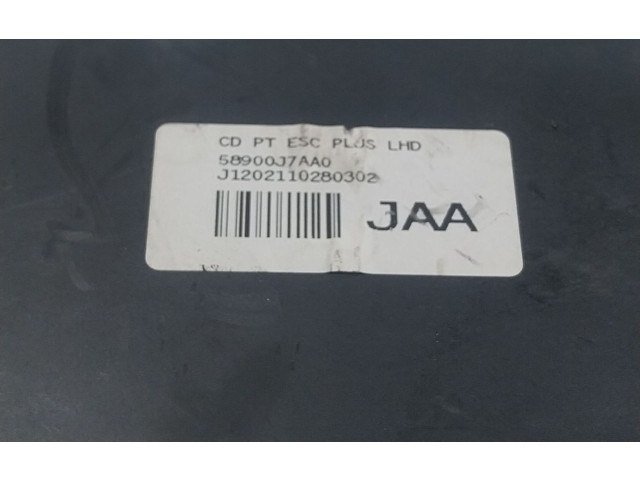 CD PT ESC PLUS LHD
58900J7AA0
J1202110280302
JAA